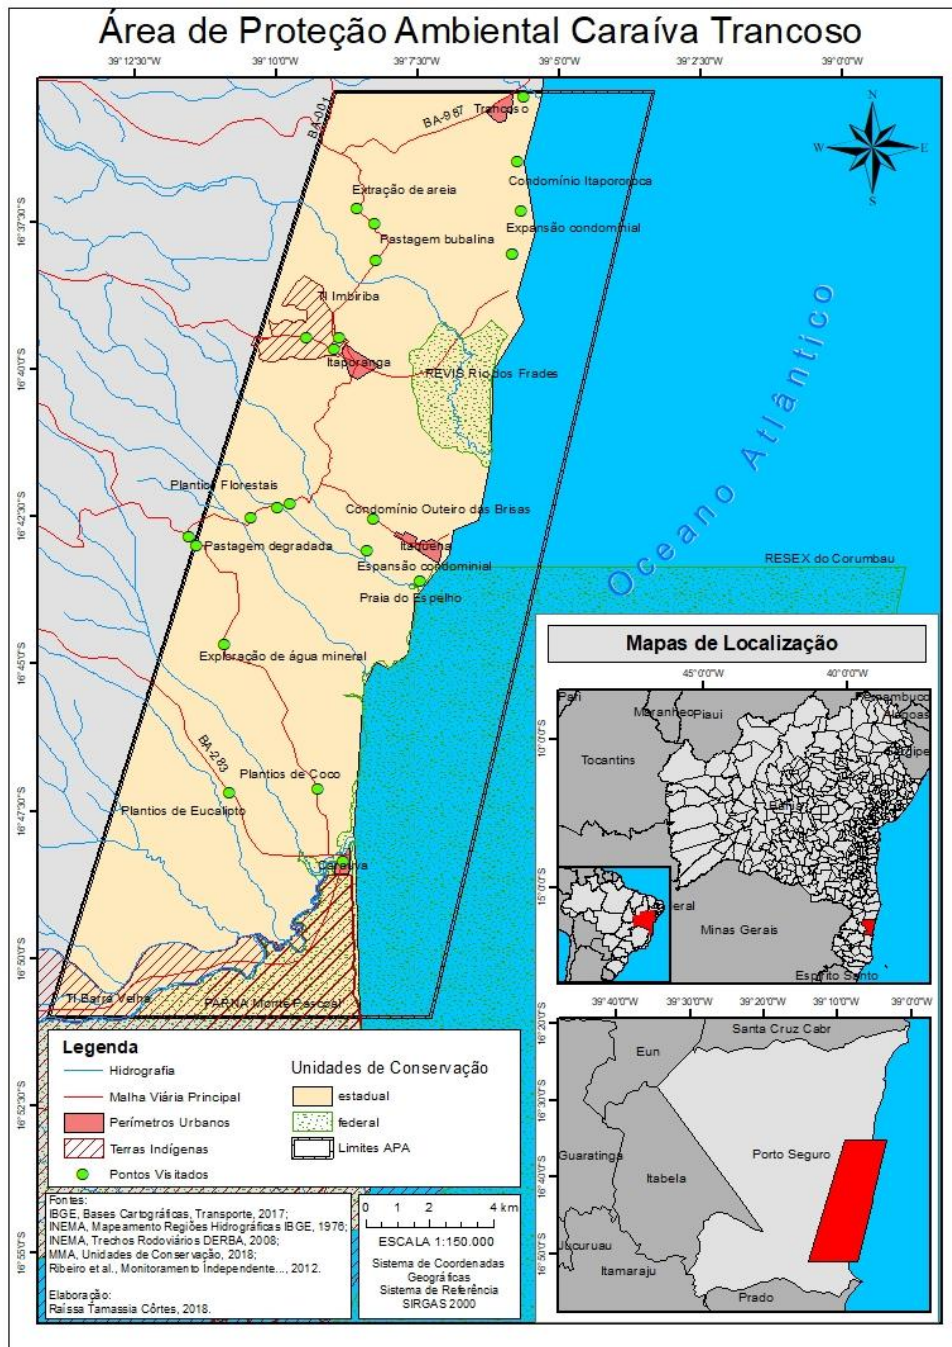 Área de Proteção Ambiental Caraíva Trancoso
39°12'30"W 39°10'0"W 39°7'30"W 39°5'0"W 39°2'30"W 39°0'0"W
BA-001
BA-987
Trancoso
N
W E
S
Condomínio Itapororoca
Extração de areia
16°37'30"S
Expansão condominial
Pastagem bubalina
TI Imbiriba
Itaporanga
16°40'0"S
REVIS Rio dos Frades
Oceano Atlântico
Plantios Florestais
16°42'30"S
Condomínio Outeiro das Brisas
Pastagem degradada
Itaquena
RESEX do Corumbau
Espansão condominial
Praia do Espelho
16°45'0"S
Exploração de água mineral
BA-283
Plantios de Coco
16°47'30"S
Plantios de Eucalipto
Caraíva
16°50'0"S
TI Barra Velha
PARNA Monte Pascoal
16°52'30"S
16°55'0"S
Mapas de Localização
45°0'0"W 40°0'0"W
Pari
Maranheo
Piaui
Pernambuco
Alagoas
10°0'0"S
Tocantins
Bahia
15°0'0"S
Minas Gerais
Espírito Santo
39°40'0"W 39°30'0"W 39°20'0"W 39°10'0"W 39°0'0"W
16°20'0"S
Santa Cruz Cabr
Eun
16°30'0"S
Guaratinga
Porto Seguro
16°40'0"S
Itabela
Jucuruau
16°50'0"S
Itamaraju
Prado
Legenda
Hidrografia
Malha Viária Principal
Perímetros Urbanos
Terras Indígenas
Pontos Visitados
Unidades de Conservação
estadual
federal
Limites APA
Fontes:
IBGE, Bases Cartográficas, Transporte, 2017;
INEMA, Mapeamento Regiões Hidrográficas IBGE, 1976;
INEMA, Trechos Rodoviários DERBA, 2008;
MMA, Unidades de Conservação, 2018;
Ribeiro et al., Monitoramento Independente..., 2012.
Elaboração:
Raíssa Tamassia Côrtes, 2018.
0 1 2 4 km
ESCALA 1:150.000
Sistema de Coordenadas
Geográficas
Sistema de Referência
SIRGAS 2000